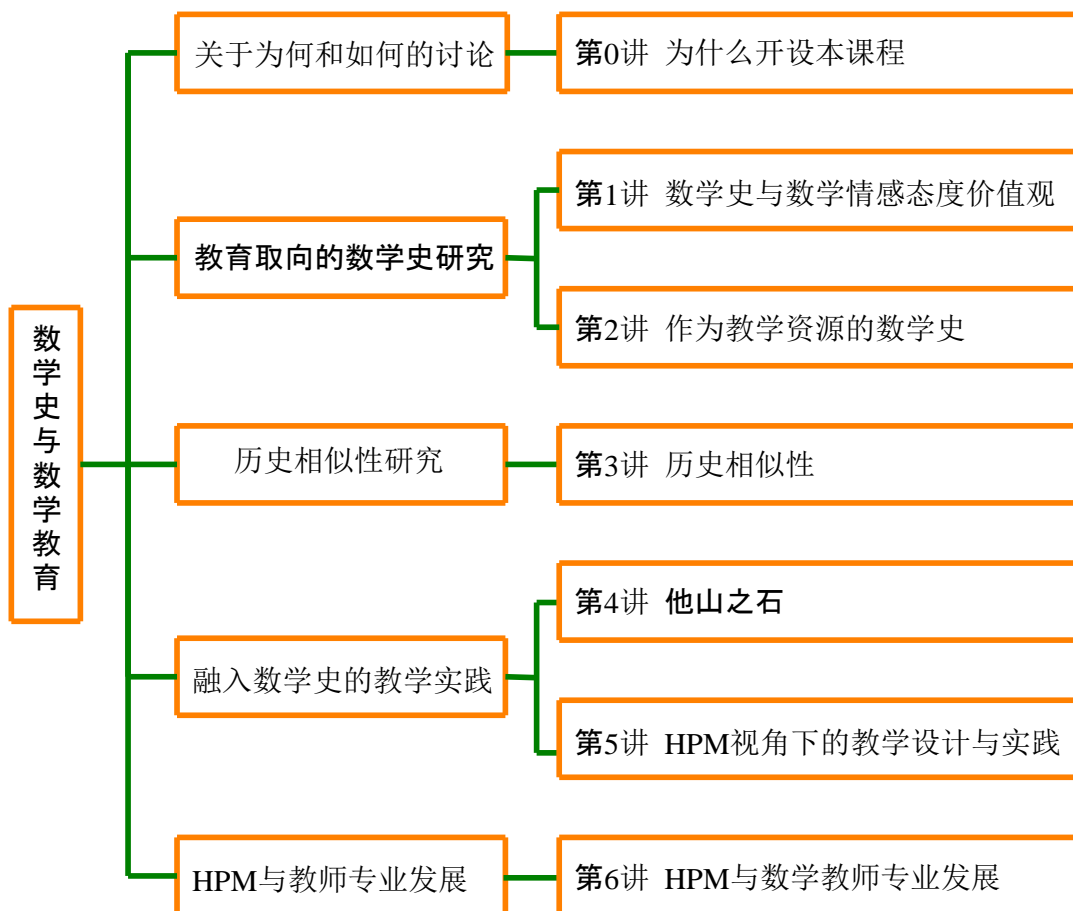 数学史与数学教育
关于为何和如何的讨论
第0讲 为什么开设本课程
教育取向的数学史研究
第1讲 数学史与数学情感态度价值观
第2讲 作为教学资源的数学史
历史相似性研究
第3讲 历史相似性
融入数学史的教学实践
第4讲 他山之石
第5讲 HPM视角下的教学设计与实践
HPM与教师专业发展
第6讲 HPM与数学教师专业发展